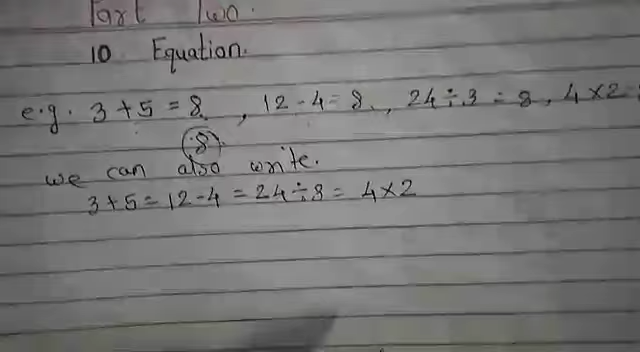 Part Two.
10 Equation.
e.g. 3 + 5 = 8, 12 - 4 = 8, 24 ÷ 3 = 8, 4 × 2
8
we can also write.
3 + 5 = 12 - 4 = 24 ÷ 3 = 4 × 2